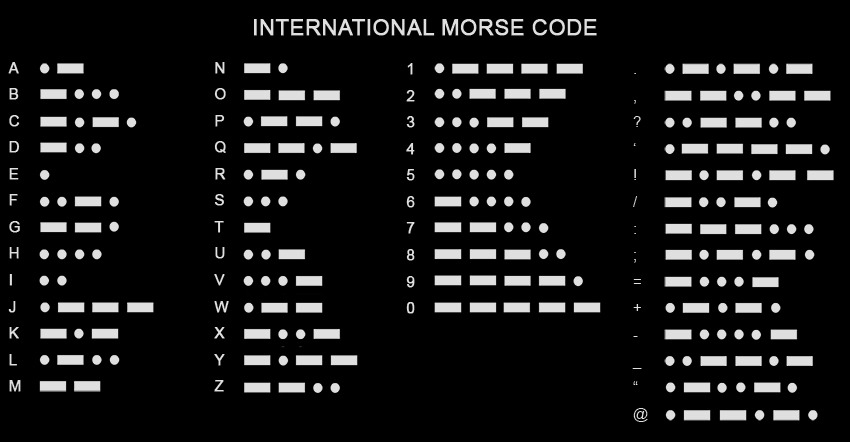 INTERNATIONAL MORSE CODE
A ● ▬
B ▬ ● ● ●
C ▬ ● ▬ ●
D ▬ ● ●
E ●
F ● ● ▬ ●
G ▬ ▬ ●
H ● ● ● ●
I ● ●
J ● ▬ ▬ ▬
K ▬ ● ▬
L ● ▬ ● ●
M ▬ ▬
N ▬ ●
O ▬ ▬ ▬
P ● ▬ ▬ ●
Q ▬ ▬ ● ▬
R ● ▬ ●
S ● ● ●
T ▬
U ● ● ▬
V ● ● ● ▬
W ● ▬ ▬
X ▬ ● ● ▬
Y ▬ ● ▬ ▬
Z ▬ ▬ ● ●
1 ● ▬ ▬ ▬ ▬
2 ● ● ▬ ▬ ▬
3 ● ● ● ▬ ▬
4 ● ● ● ● ▬
5 ● ● ● ● ●
6 ▬ ● ● ● ●
7 ▬ ▬ ● ● ●
8 ▬ ▬ ▬ ● ●
9 ▬ ▬ ▬ ▬ ●
0 ▬ ▬ ▬ ▬ ▬
. ● ▬ ● ▬ ● ▬
, ▬ ▬ ● ● ▬ ▬
? ● ● ▬ ▬ ● ●
‘ ● ▬ ▬ ▬ ▬ ●
! ▬ ● ▬ ● ▬ ▬
/ ▬ ● ● ▬ ●
: ▬ ▬ ▬ ● ● ●
; ▬ ● ▬ ● ▬ ●
= ▬ ● ● ● ▬
+ ● ▬ ● ▬ ●
- ▬ ● ● ● ● ▬
_ ● ● ▬ ▬ ● ▬
“ ● ▬ ● ● ▬ ●
@ ● ▬ ▬ ● ▬ ●